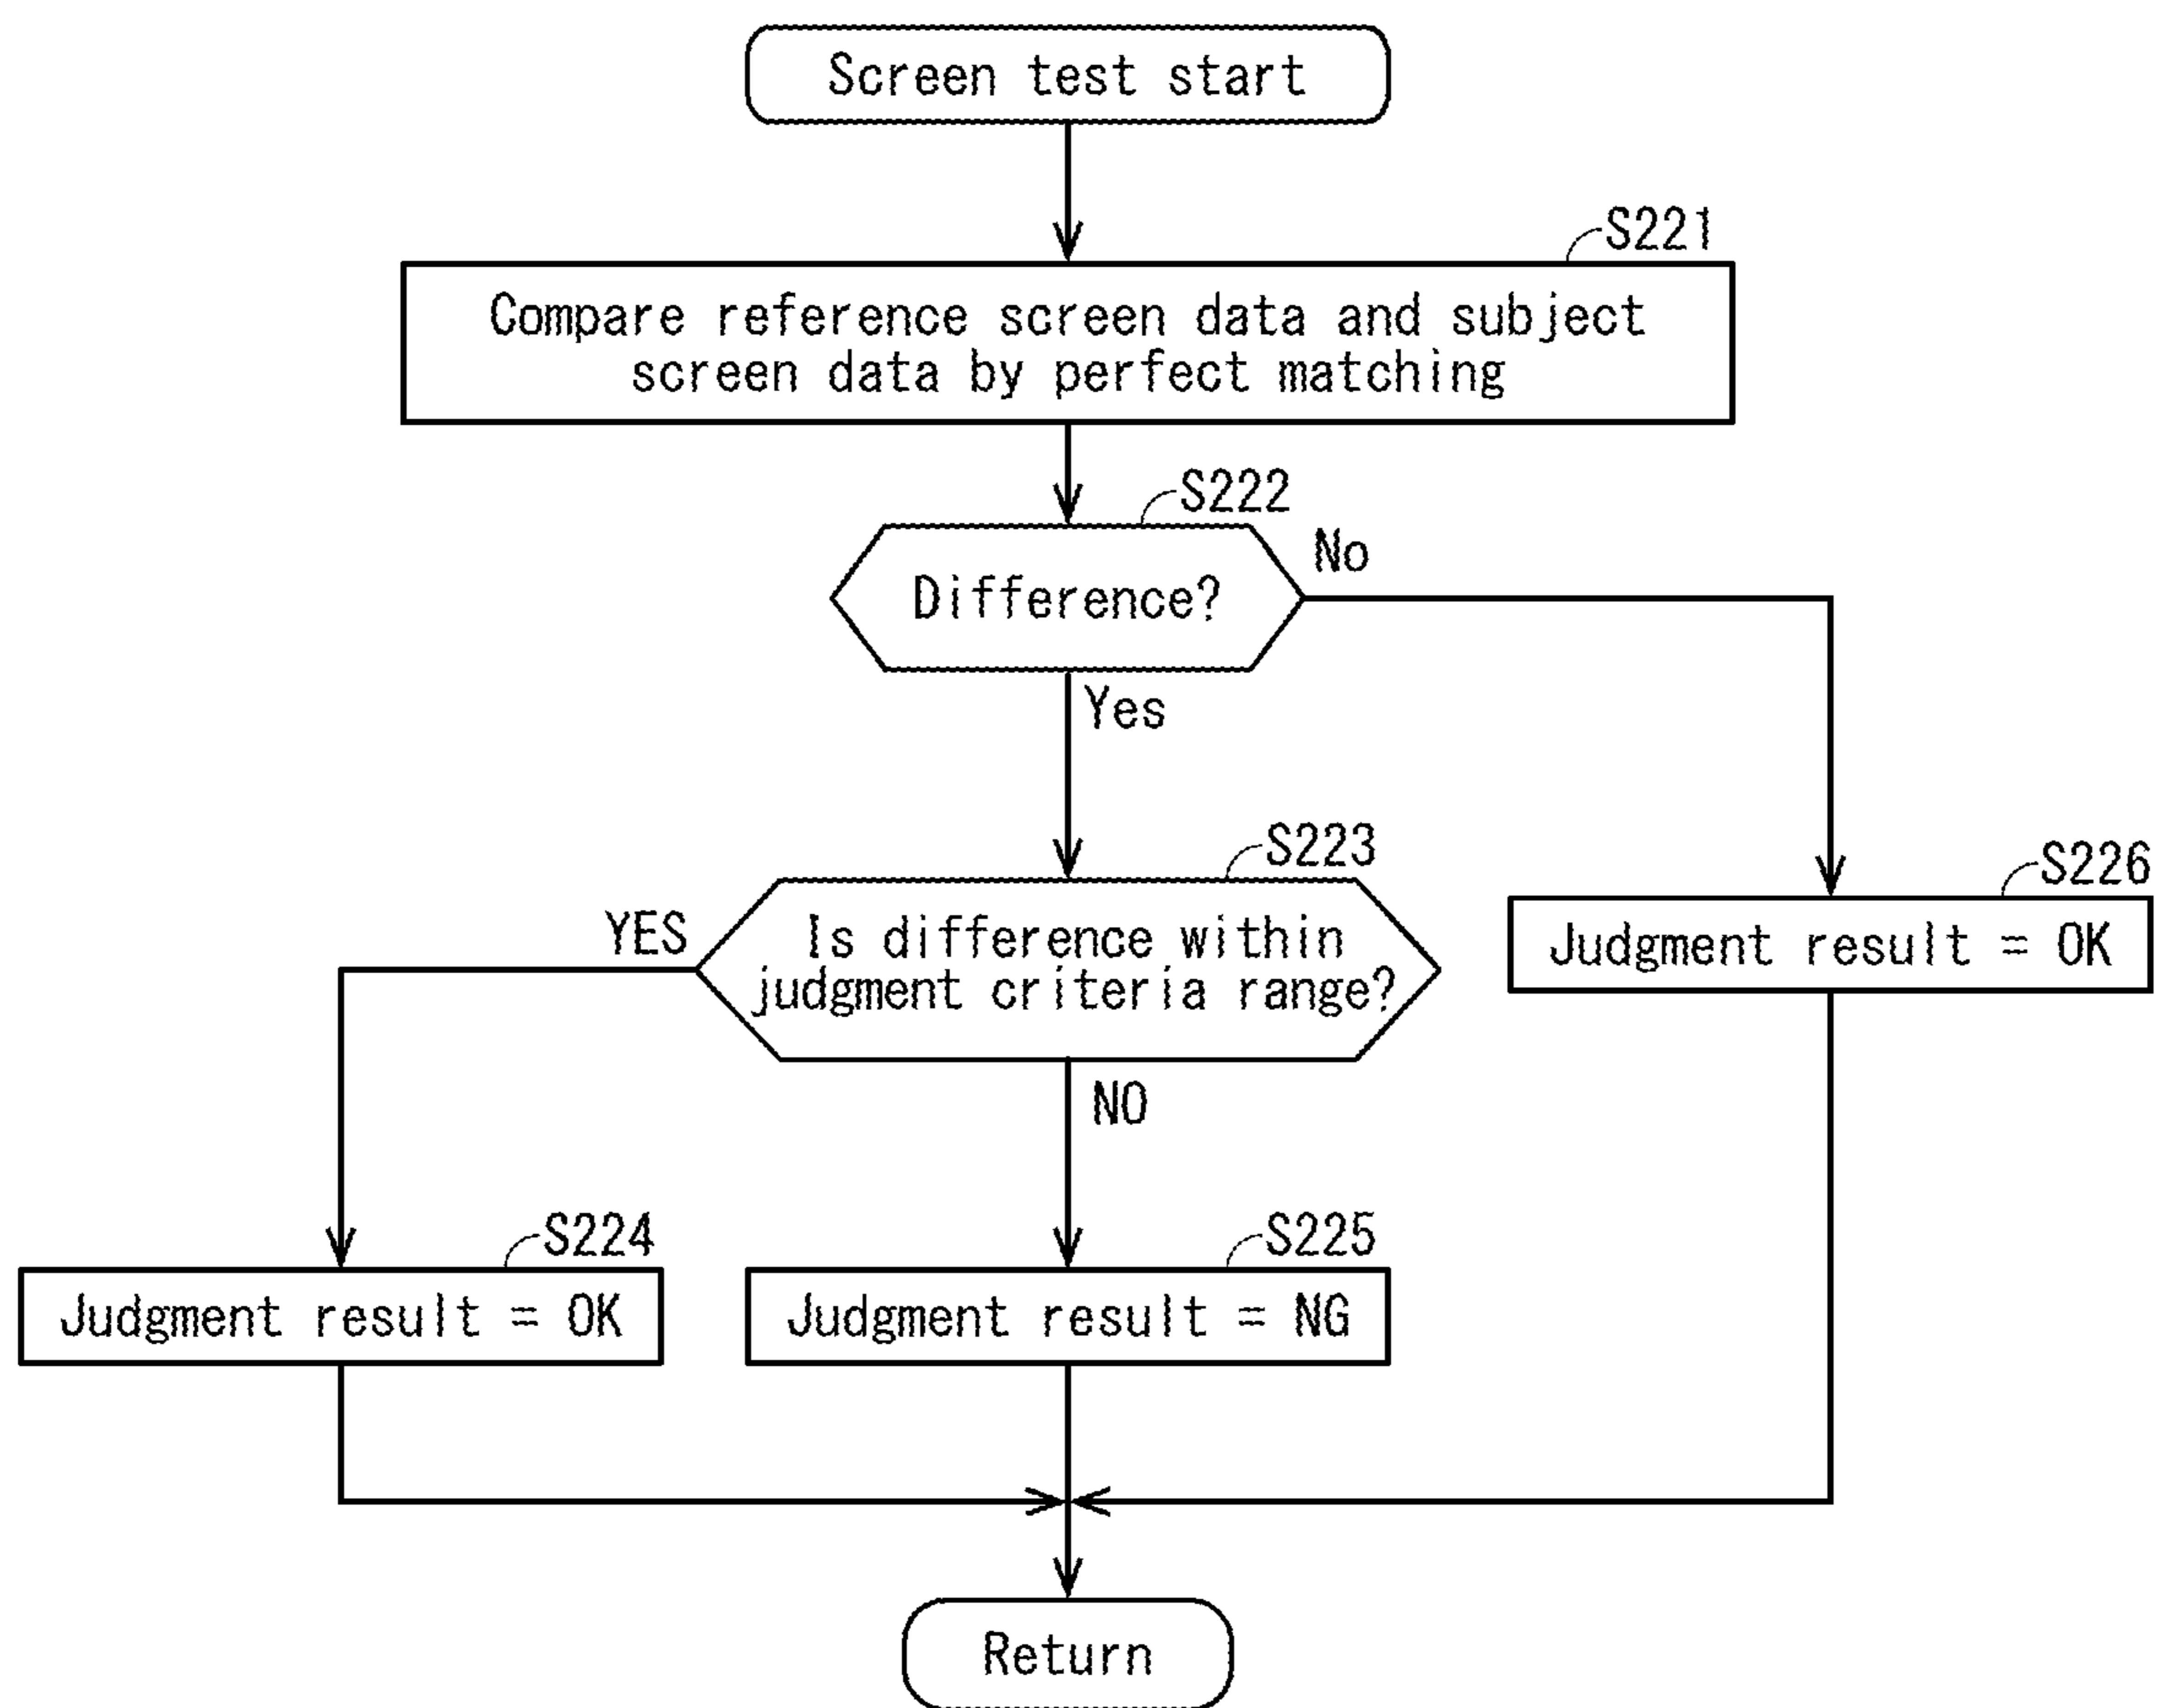 Screen test start
S221
Compare reference screen data and subject
screen data by perfect matching
S222
Difference?
No
Yes
S223
Is difference within
judgment criteria range?
YES
NO
S226
Judgment result = OK
S224
Judgment result = OK
S225
Judgment result = NG
Return